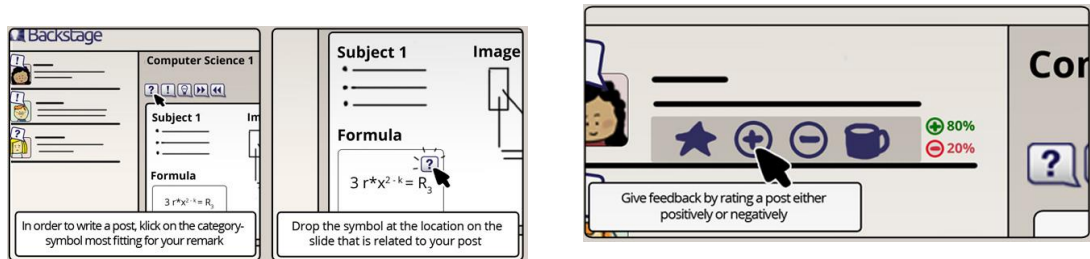 Backstage
Computer Science 1
Subject 1
Formula
3 r*x²⁻ᵏ= R₃
In order to write a post, klick on the category-
symbol most fitting for your remark
Subject 1
Image
Formula
3 r*x²⁻ᵏ= R₃
Drop the symbol at the location on the
slide that is related to your post
80%
20%
Give feedback by rating a post either
positively or negatively